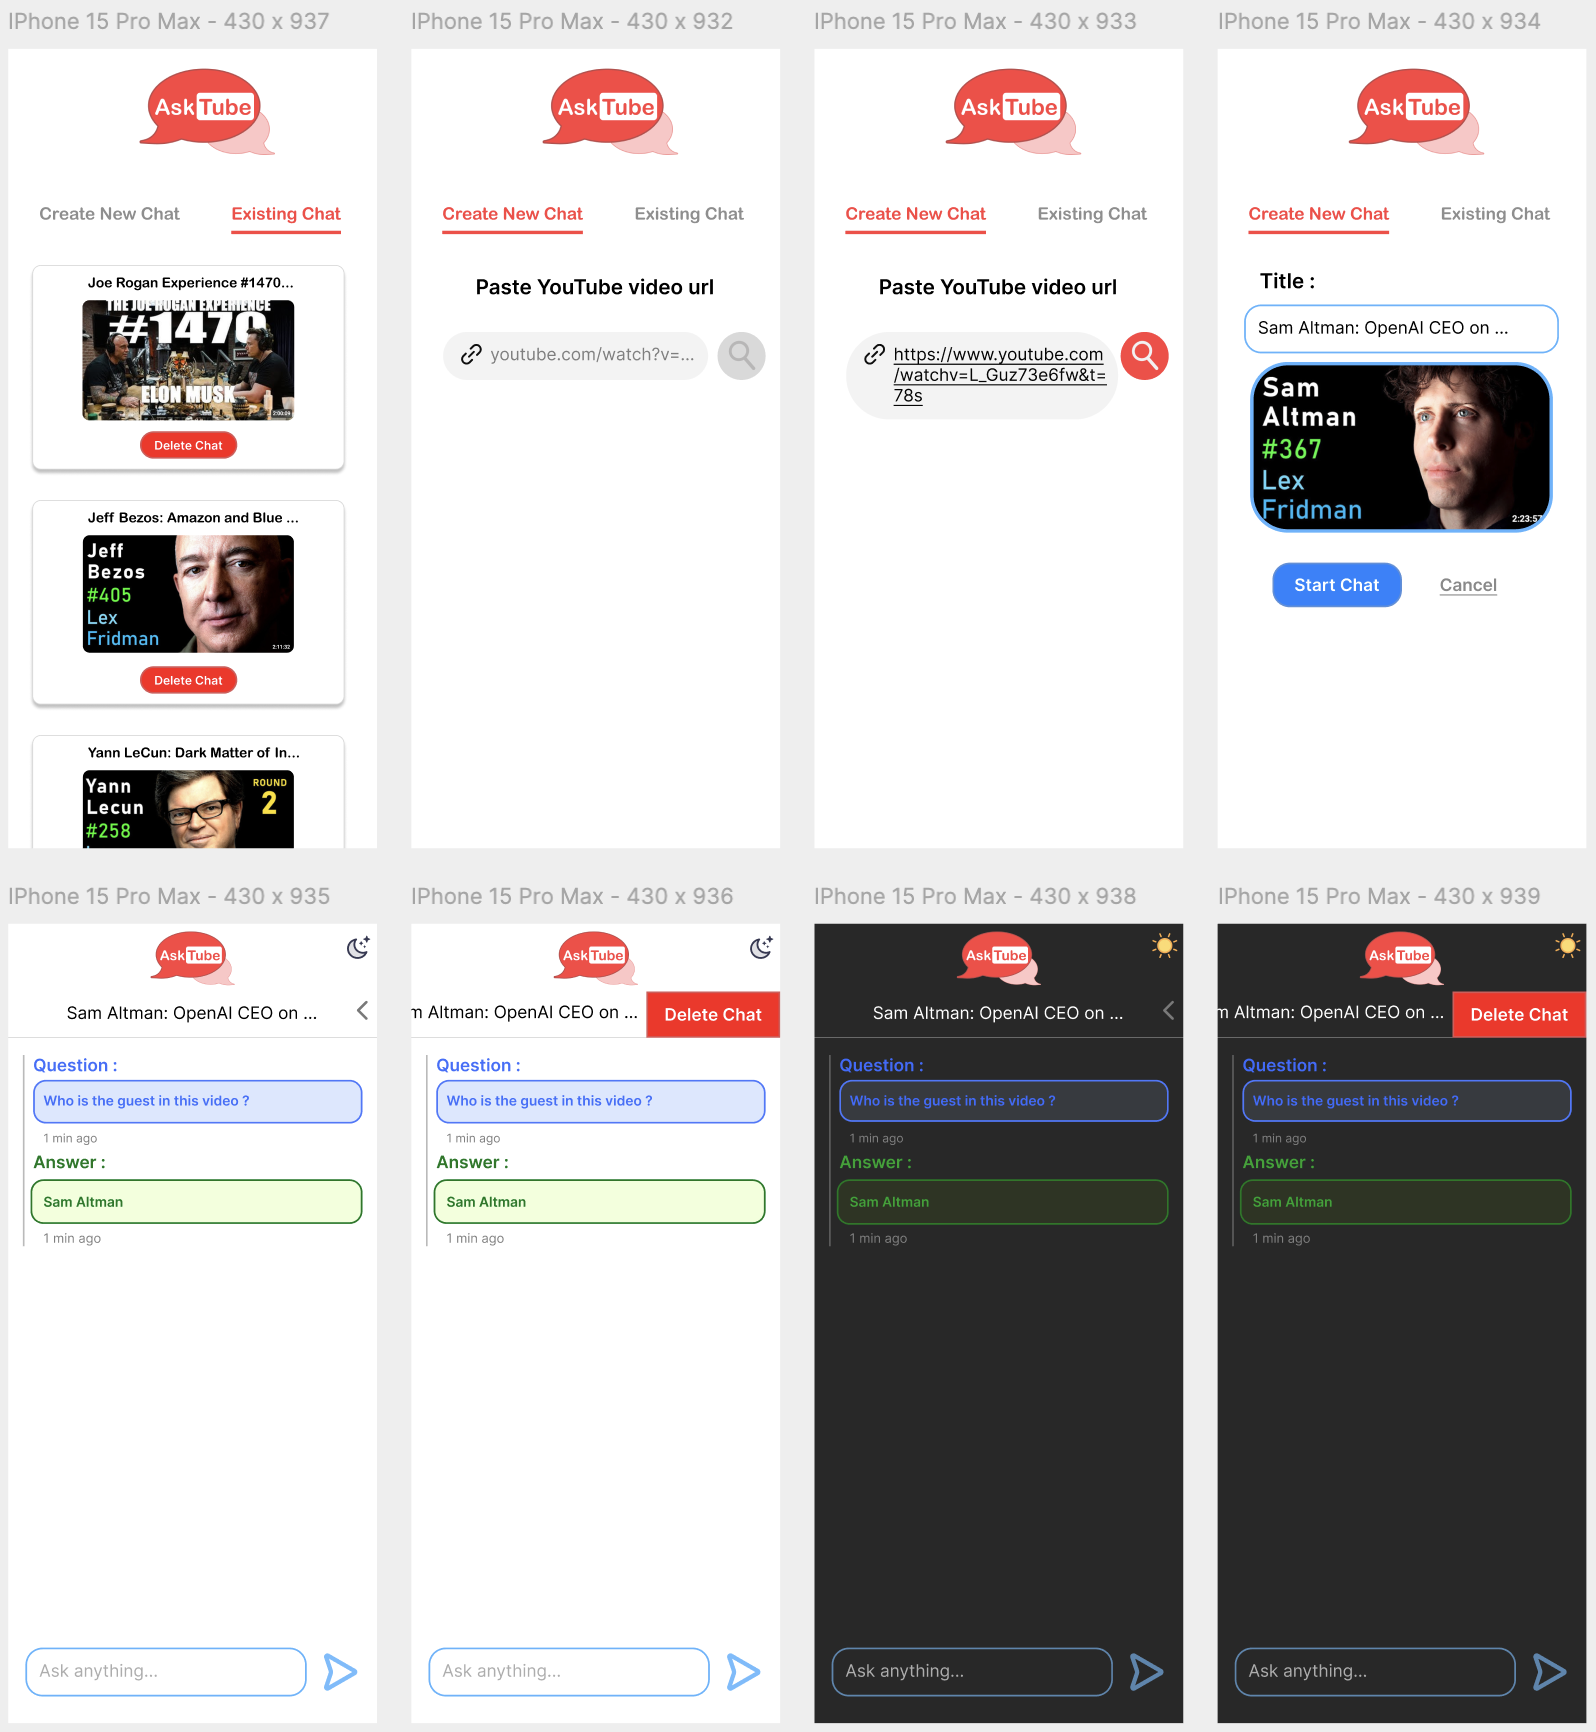 IPhone 15 Pro Max - 430 x 937
AskTube
Create New Chat
Existing Chat
Joe Rogan Experience #1470...
THE JOE ROGAN EXPERIENCE
#1470
ELON MUSK
2:00:09
Delete Chat
Jeff Bezos: Amazon and Blue ...
Jeff
Bezos
#405
Lex
Fridman
2:11:32
Delete Chat
Yann LeCun: Dark Matter of In...
Yann
Lecun
#258
ROUND
2
IPhone 15 Pro Max - 430 x 932
AskTube
Create New Chat
Existing Chat
Paste YouTube video url
youtube.com/watch?v=...
IPhone 15 Pro Max - 430 x 933
AskTube
Create New Chat
Existing Chat
Paste YouTube video url
https://www.youtube.com
/watchv=L_Guz73e6fw&t=
78s
IPhone 15 Pro Max - 430 x 934
AskTube
Create New Chat
Existing Chat
Title :
Sam Altman: OpenAI CEO on ...
Sam
Altman
#367
Lex
Fridman
2:23:57
Start Chat
Cancel
IPhone 15 Pro Max - 430 x 935
AskTube
Sam Altman: OpenAI CEO on ...
Question :
Who is the guest in this video ?
1 min ago
Answer :
Sam Altman
1 min ago
Ask anything...
IPhone 15 Pro Max - 430 x 936
AskTube
m Altman: OpenAI CEO on ...
Delete Chat
Question :
Who is the guest in this video ?
1 min ago
Answer :
Sam Altman
1 min ago
Ask anything...
IPhone 15 Pro Max - 430 x 938
AskTube
Sam Altman: OpenAI CEO on ...
Question :
Who is the guest in this video ?
1 min ago
Answer :
Sam Altman
1 min ago
Ask anything...
IPhone 15 Pro Max - 430 x 939
AskTube
m Altman: OpenAI CEO on ...
Delete Chat
Question :
Who is the guest in this video ?
1 min ago
Answer :
Sam Altman
1 min ago
Ask anything...